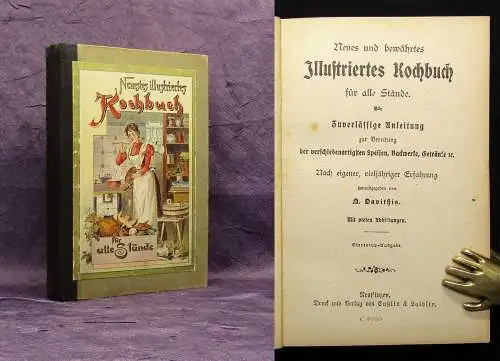 Neuestes illustriertes
Kochbuch
für
alle Stände
Neues und bewährtes
Illustriertes Kochbuch
für alle Stände.
Zuverlässige Anleitung
zur Bereitung
der verschiedenartigsten Speisen, Backwerke, Getränke ꝛc.
Nach eigener, vieljähriger Erfahrung
herausgegeben von
H. Davithis.
Mit vielen Abbildungen.
Reutlingen.
Druck und Verlag von Enßlin & Laiblin.